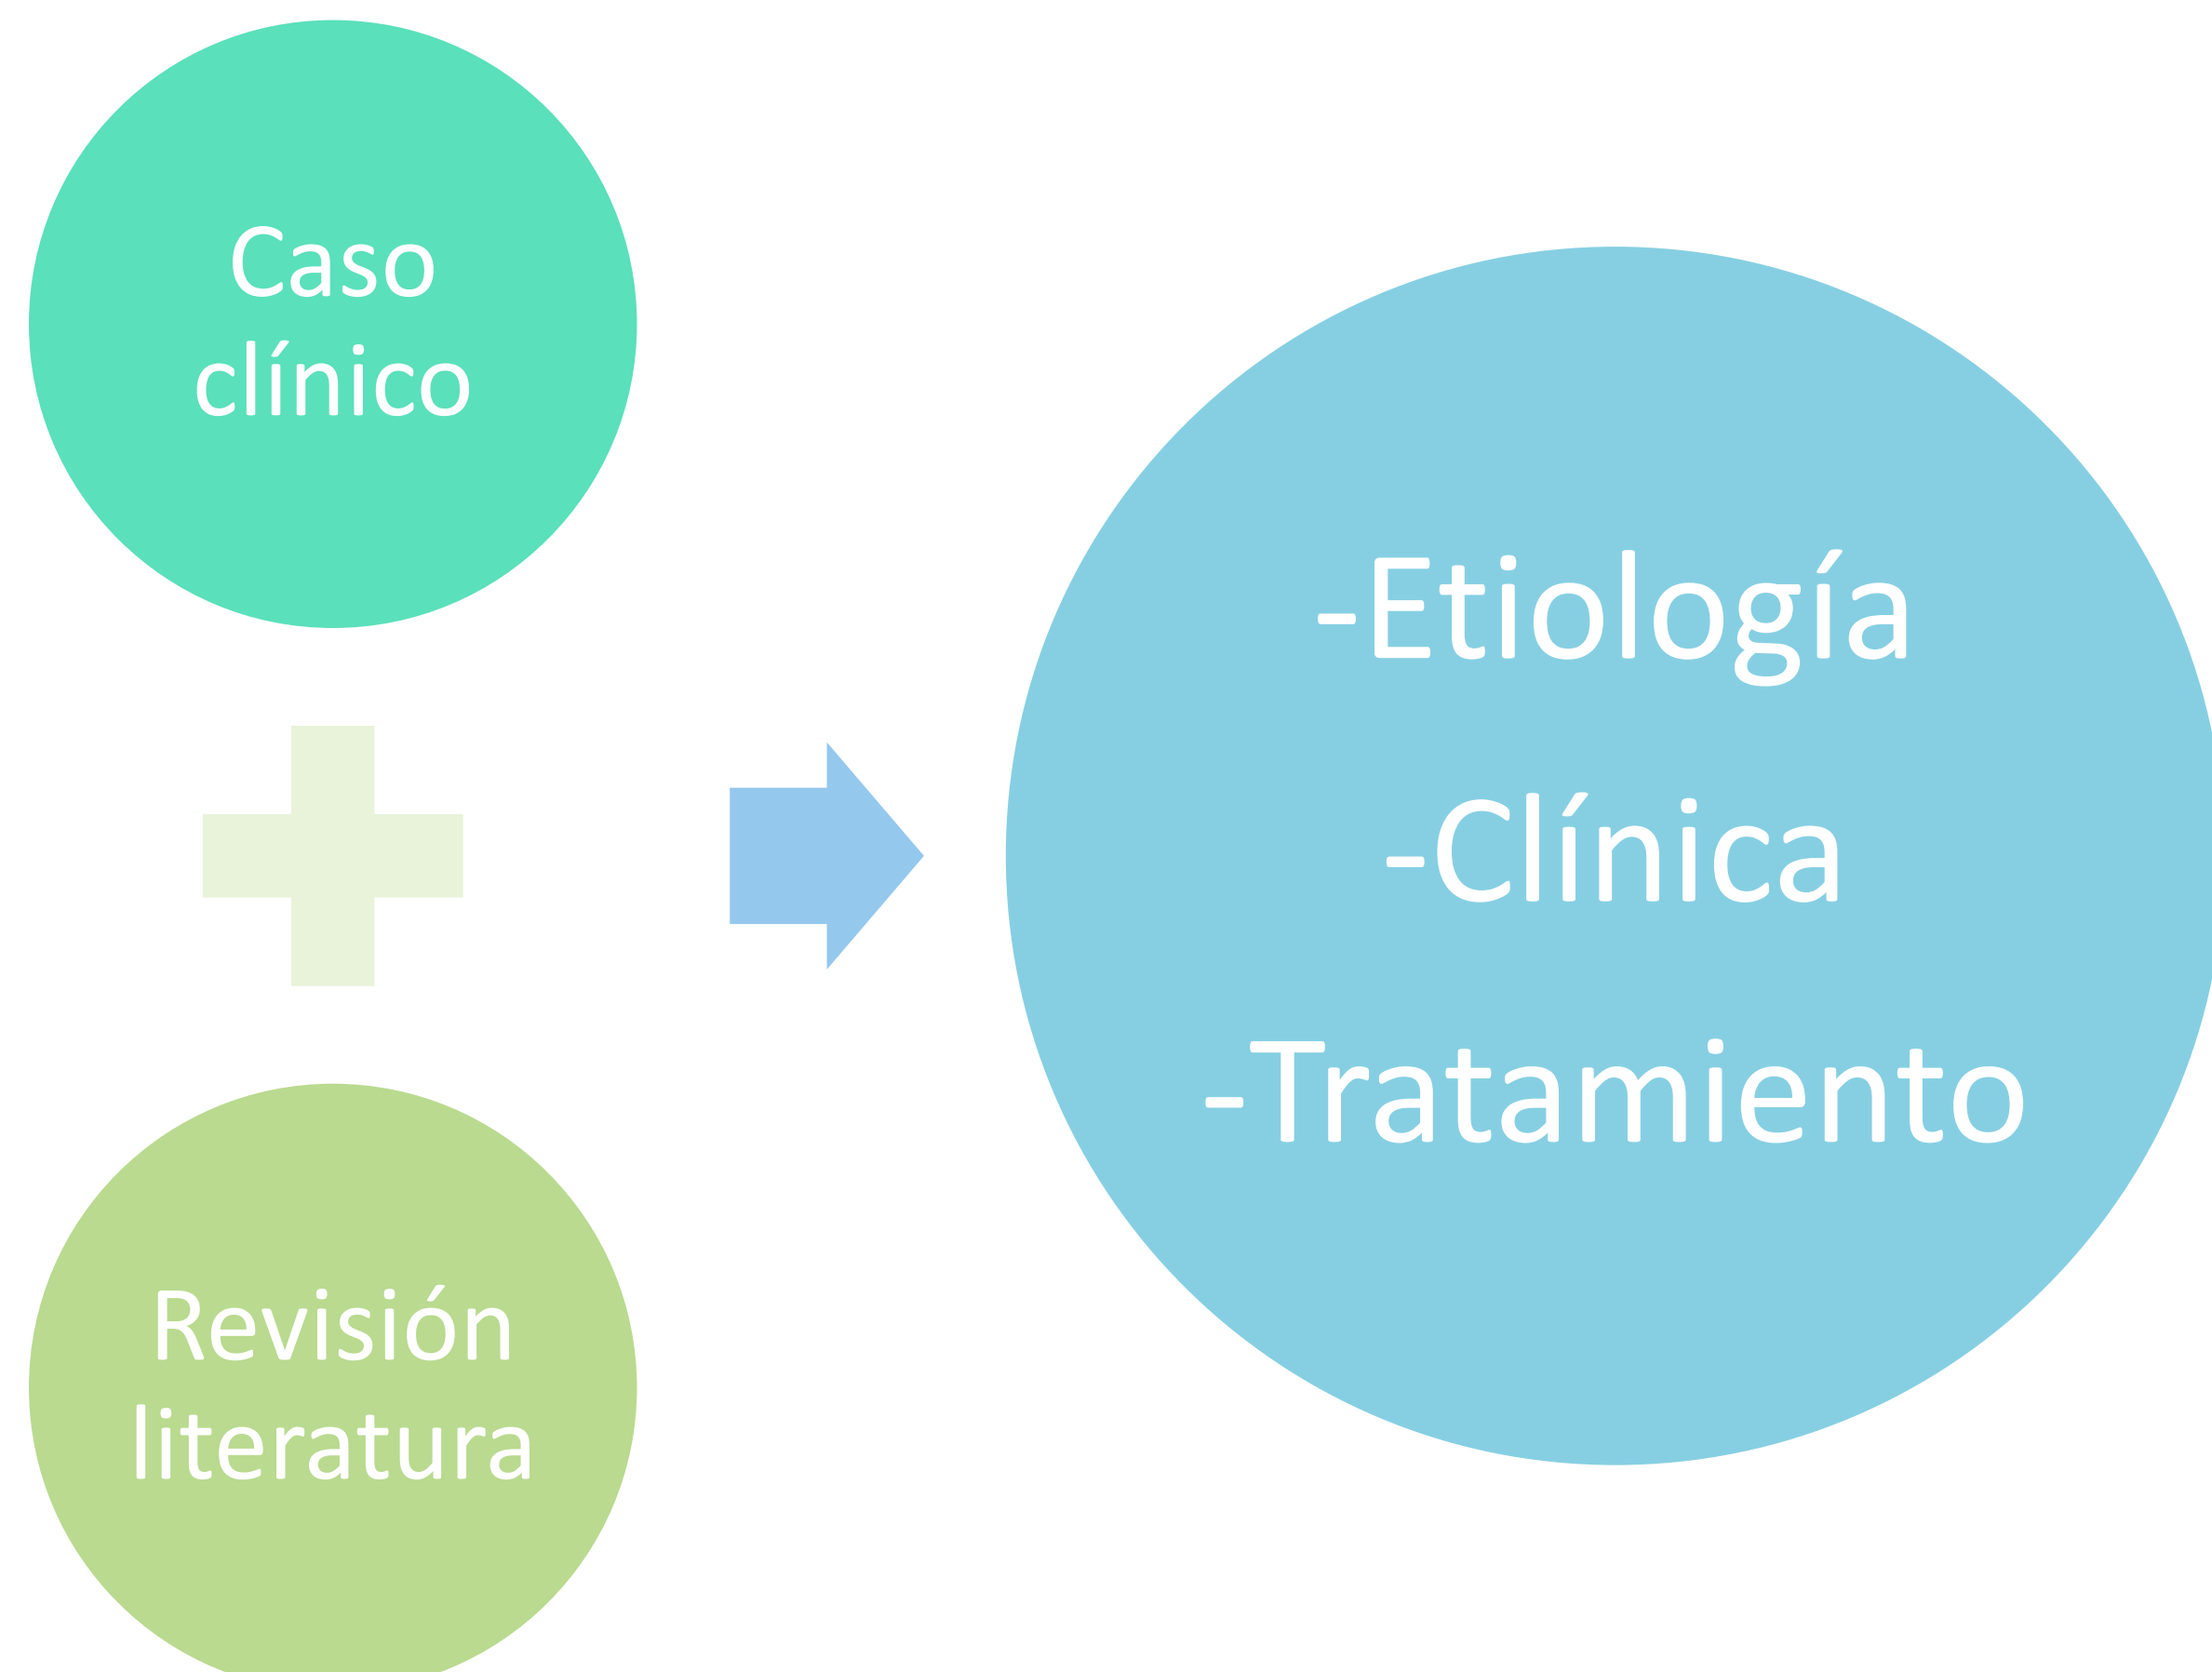 Caso
clínico
Revisión
literatura
-Etiología
-Clínica
-Tratamiento